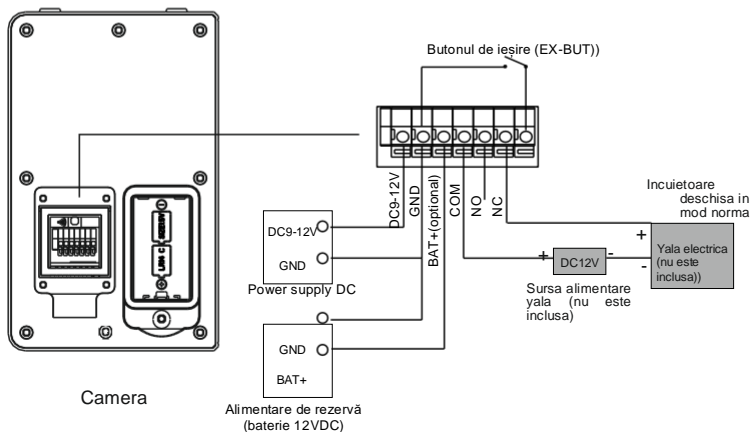 Butonul de ieșire (EX-BUT))
DC9-12V
GND
BAT+(optional)
COM
NO
NC
Incuietoare
deschisa in
mod norma
DC9-12V
GND
Power supply DC
+
-
+
DC12V
-
Yala electrica
(nu este
inclusa))
Sursa alimentare
yala (nu este
inclusa)
GND
BAT+
Camera
Alimentare de rezervă
(baterie 12VDC)